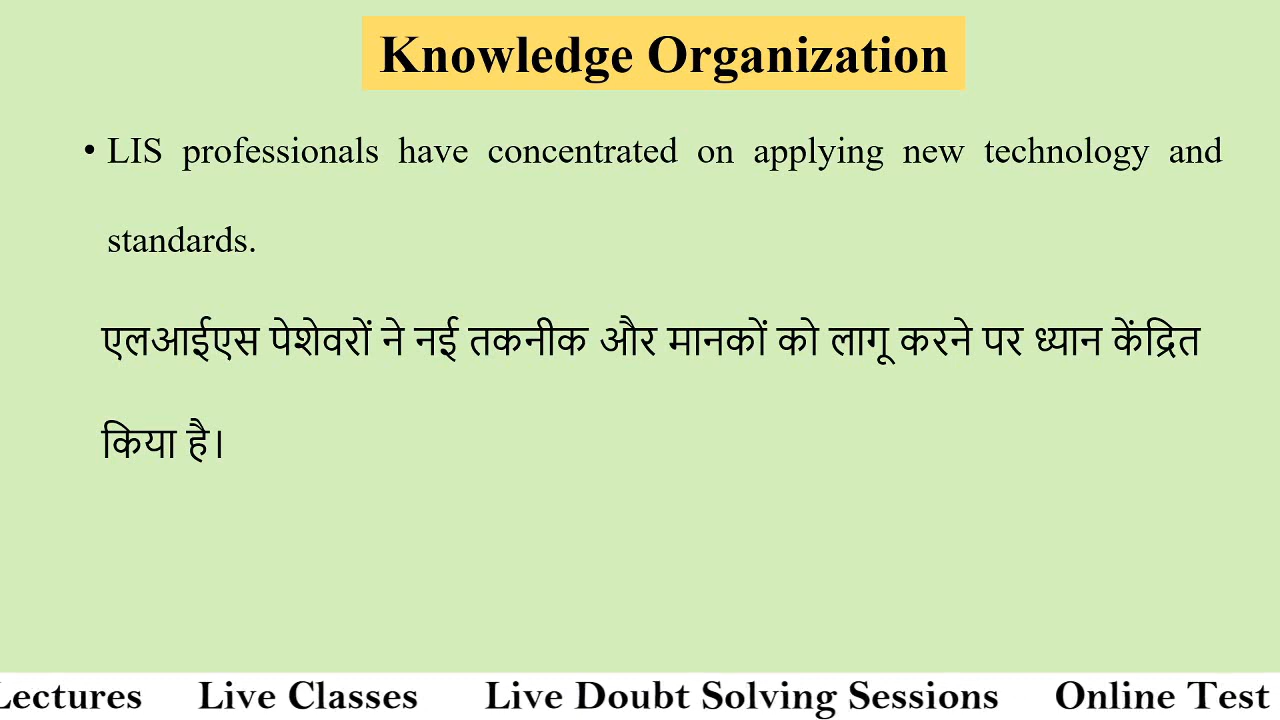 Knowledge Organization
• LIS professionals have concentrated on applying new technology and
standards.
एलआईएस पेशेवरों ने नई तकनीक और मानकों को लागू करने पर ध्यान केंद्रित
किया है।
Lectures Live Classes Live Doubt Solving Sessions Online Test